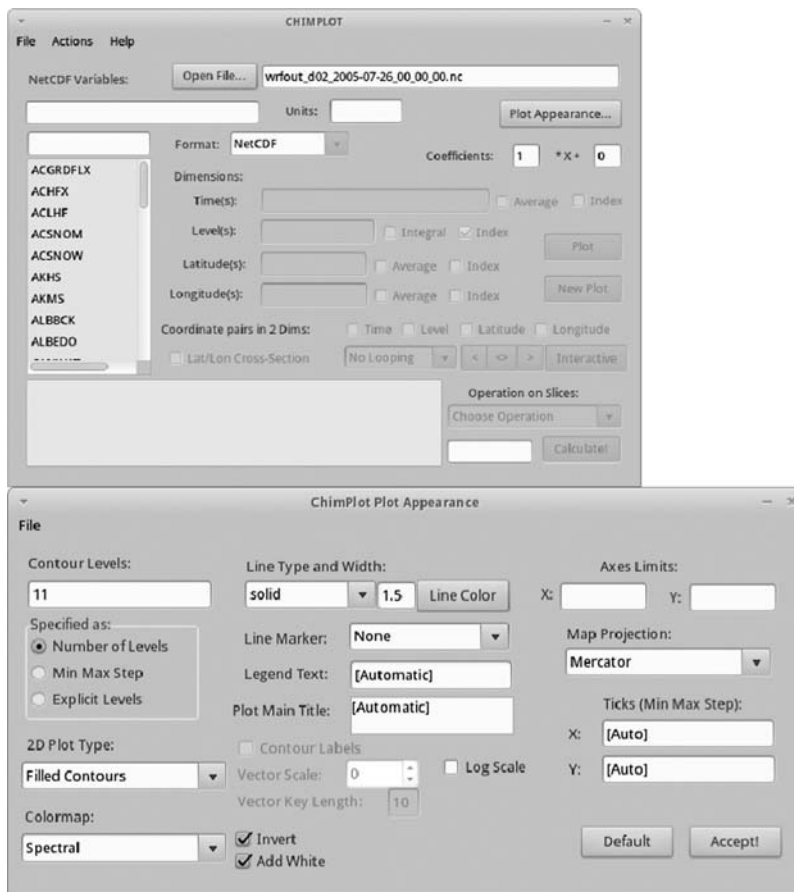 CHIMPLOT
File Actions Help
NetCDF Variables: Open File... wrfout_d02_2005-07-26_00_00_00.nc
Units: Plot Appearance...
Format: NetCDF
Coefficients: 1 *X+ 0
ACGRDFLX
ACHFX
ACLHF
ACSNOM
ACSNOW
AKHS
AKMS
ALBBCK
ALBEDO
Dimensions:
Time(s): Average Index
Level(s): Integral Index
Plot
Latitude(s): Average Index
Longitude(s): Average Index
New Plot
Coordinate pairs in 2 Dims: Time Level Latitude Longitude
Lat/Lon Cross-Section No Looping < <> > Interactive
Operation on Slices:
Choose Operation
Calculate!
ChimPlot Plot Appearance
File
Contour Levels:
11
Specified as:
Number of Levels
Min Max Step
Explicit Levels
2D Plot Type:
Filled Contours
Colormap:
Spectral
Line Type and Width:
solid 1.5 Line Color
Line Marker: None
Legend Text: [Automatic]
Plot Main Title: [Automatic]
Contour Labels
Vector Scale: 0 Log Scale
Vector Key Length: 10
Invert
Add White
Axes Limits:
X: Y:
Map Projection:
Mercator
Ticks (Min Max Step):
X: [Auto]
Y: [Auto]
Default Accept!